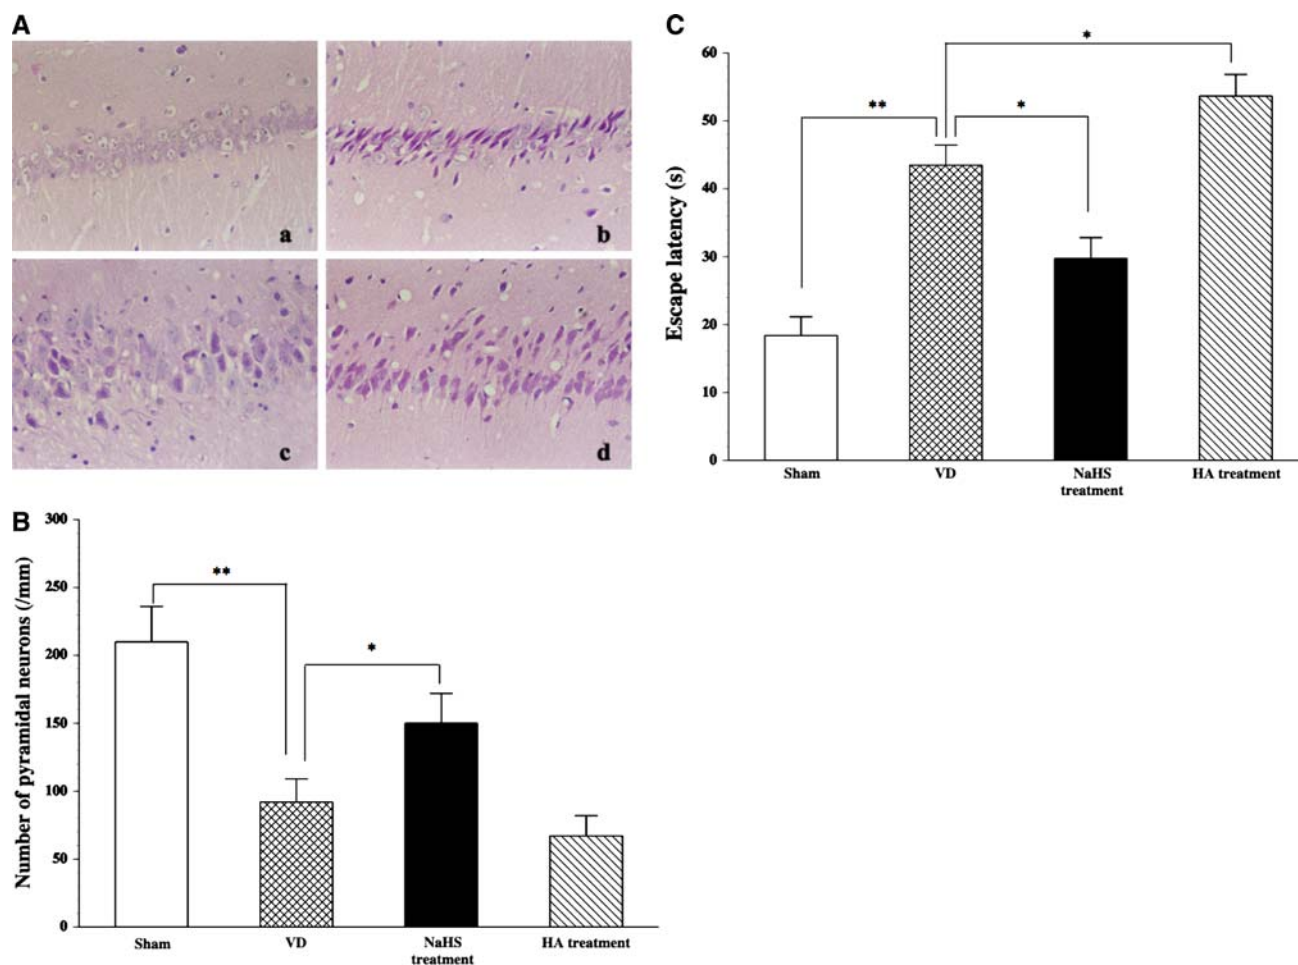 A
a
b
c
d
B
Number of pyramidal neurons (/mm)
300
250
200
150
100
50
0
**
*
Sham
VD
NaHS
treatment
HA treatment
C
Escape latency (s)
60
50
40
30
20
10
0
**
*
*
Sham
VD
NaHS
treatment
HA treatment